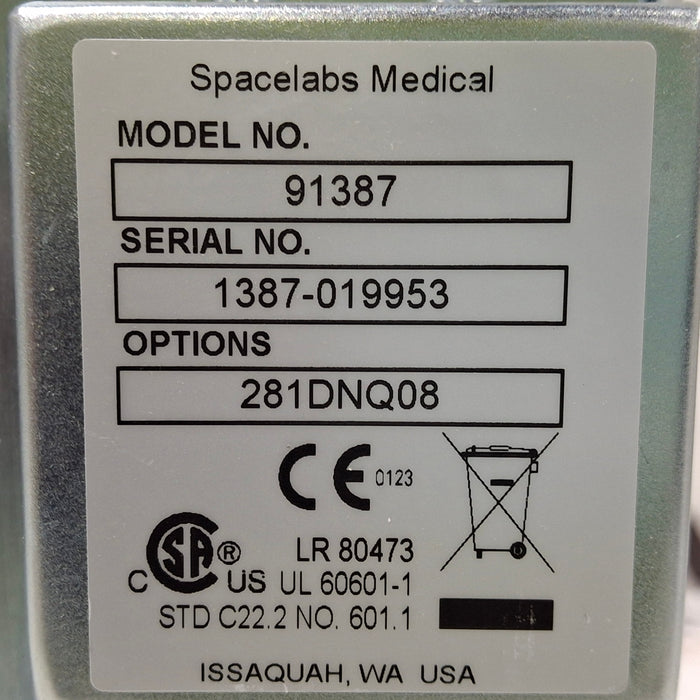 Spacelabs Medical
MODEL NO.
91387
SERIAL NO.
1387-019953
OPTIONS
281DNQ08
CE 0123
SA ® LR 80473
C US UL 60601-1
STD C22.2 NO. 601.1
ISSAQUAH, WA USA